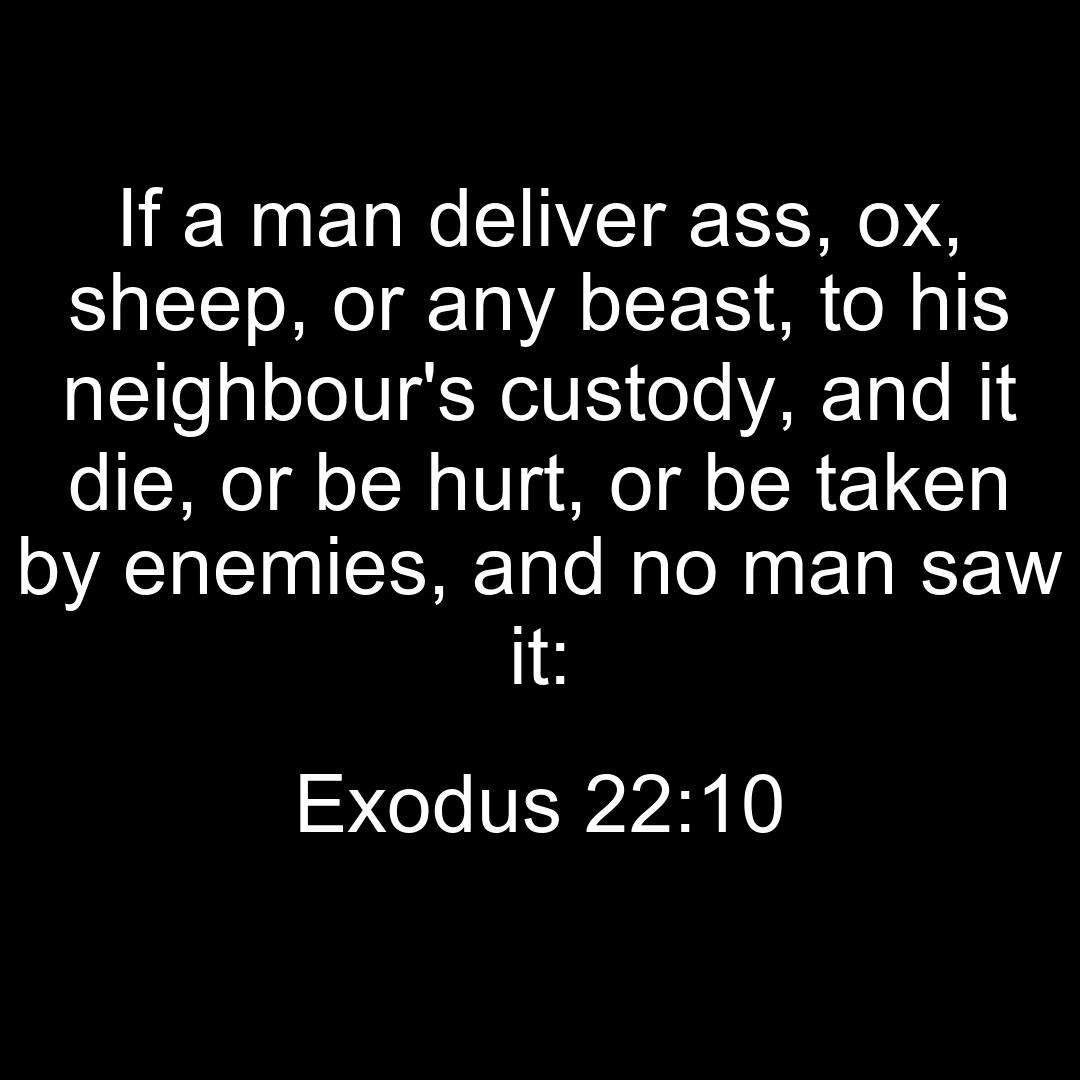 If a man deliver ass, ox,
sheep, or any beast, to his
neighbour's custody, and it
die, or be hurt, or be taken
by enemies, and no man saw
it:
Exodus 22:10